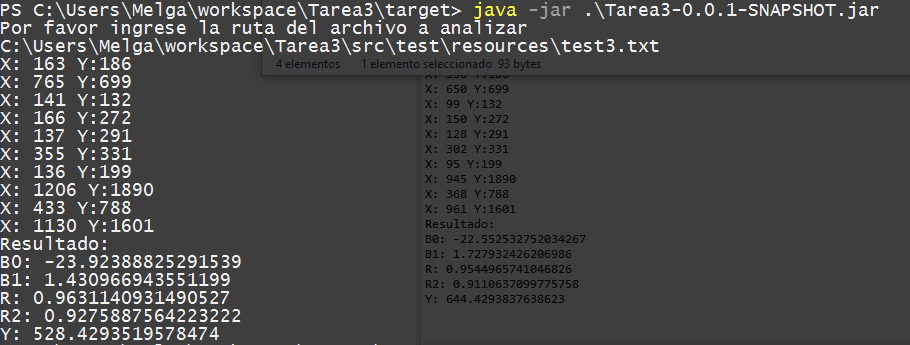 PS C:\Users\Melga\workspace\Tarea3\target> java -jar .\Tarea3-0.0.1-SNAPSHOT.jar
Por favor ingrese la ruta del archivo a analizar
C:\Users\Melga\workspace\Tarea3\src\test\resources\test3.txt
X: 163 Y:186
X: 765 Y:699
X: 141 Y:132
X: 166 Y:272
X: 137 Y:291
X: 355 Y:331
X: 136 Y:199
X: 1206 Y:1890
X: 433 Y:788
X: 1130 Y:1601
Resultado:
B0: -23.92388825291539
B1: 1.430966943551199
R: 0.9631140931490527
R2: 0.9275887564223222
Y: 528.4293519578474
4 elementos 1 elemento seleccionado 93 bytes
X: 650 Y:699
X: 99 Y:132
X: 150 Y:272
X: 128 Y:291
X: 302 Y:331
X: 95 Y:199
X: 945 Y:1890
X: 368 Y:788
X: 961 Y:1601
Resultado:
B0: -22.552532752034267
B1: 1.727932426206986
R: 0.9544965741046826
R2: 0.9110637099775758
Y: 644.4293837638623